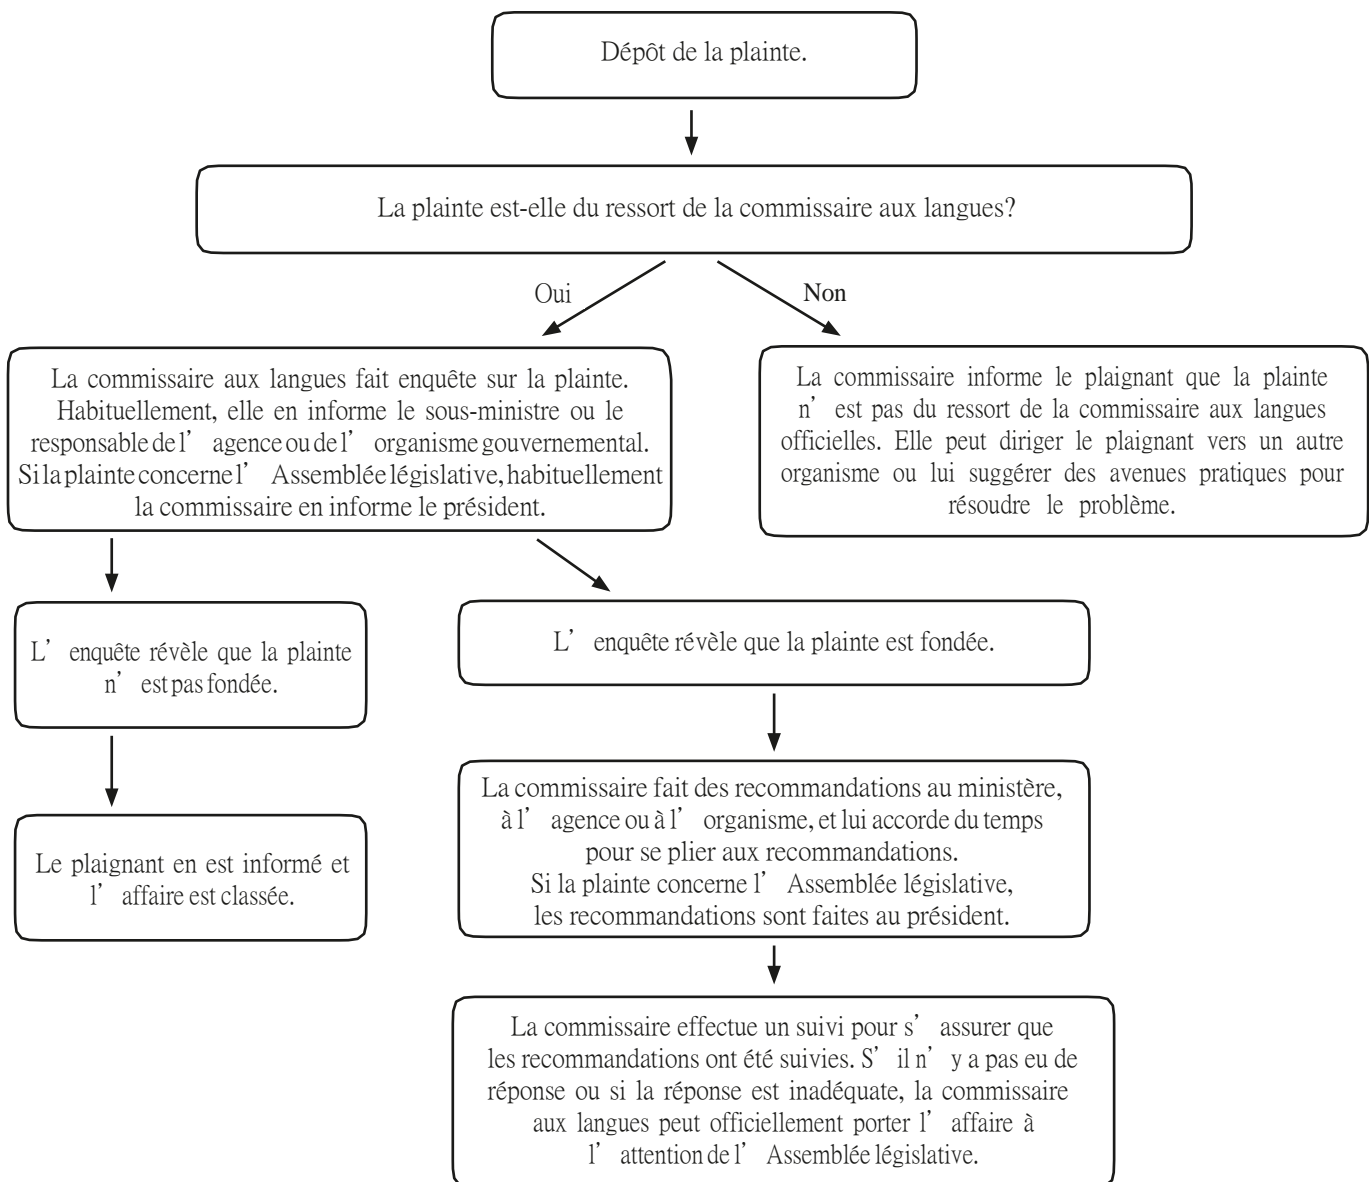 Dépôt de la plainte.
La plainte est-elle du ressort de la commissaire aux langues?
Oui
Non
La commissaire aux langues fait enquête sur la plainte.
Habituellement, elle en informe le sous-ministre ou le
responsable de l’ agence ou de l’ organisme gouvernemental.
Si la plainte concerne l’ Assemblée législative, habituellement
la commissaire en informe le président.
La commissaire informe le plaignant que la plainte
n’ est pas du ressort de la commissaire aux langues
officielles. Elle peut diriger le plaignant vers un autre
organisme ou lui suggérer des avenues pratiques pour
résoudre le problème.
L’ enquête révèle que la plainte
n’ est pas fondée.
L’ enquête révèle que la plainte est fondée.
Le plaignant en est informé et
l’ affaire est classée.
La commissaire fait des recommandations au ministère,
à l’ agence ou à l’ organisme, et lui accorde du temps
pour se plier aux recommandations.
Si la plainte concerne l’ Assemblée législative,
les recommandations sont faites au président.
La commissaire effectue un suivi pour s’ assurer que
les recommandations ont été suivies. S’ il n’ y a pas eu de
réponse ou si la réponse est inadéquate, la commissaire
aux langues peut officiellement porter l’ affaire à
l’ attention de l’ Assemblée législative.